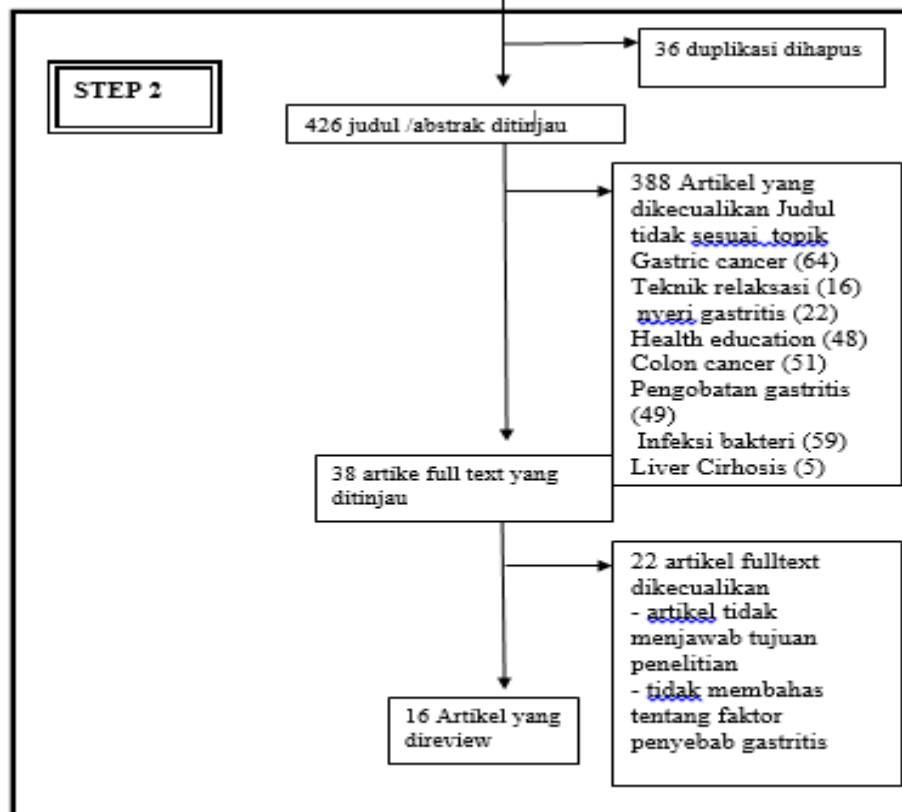 36 duplikasi dihapus
STEP 2
426 judul /abstrak ditinjau
388 Artikel yang
dikecualikan Judul
tidak sesuai topik
Gastric cancer (64)
Teknik relaksasi (16)
nyeri gastritis (22)
Health education (48)
Colon cancer (51)
Pengobatan gastritis
(49)
Infeksi bakteri (59)
Liver Cirhosis (5)
38 artike full text yang
ditinjau
22 artikel fulltext
dikecualikan
- artikel tidak
menjawab tujuan
penelitian
- tidak membahas
tentang faktor
penyebab gastritis
16 Artikel yang
direview